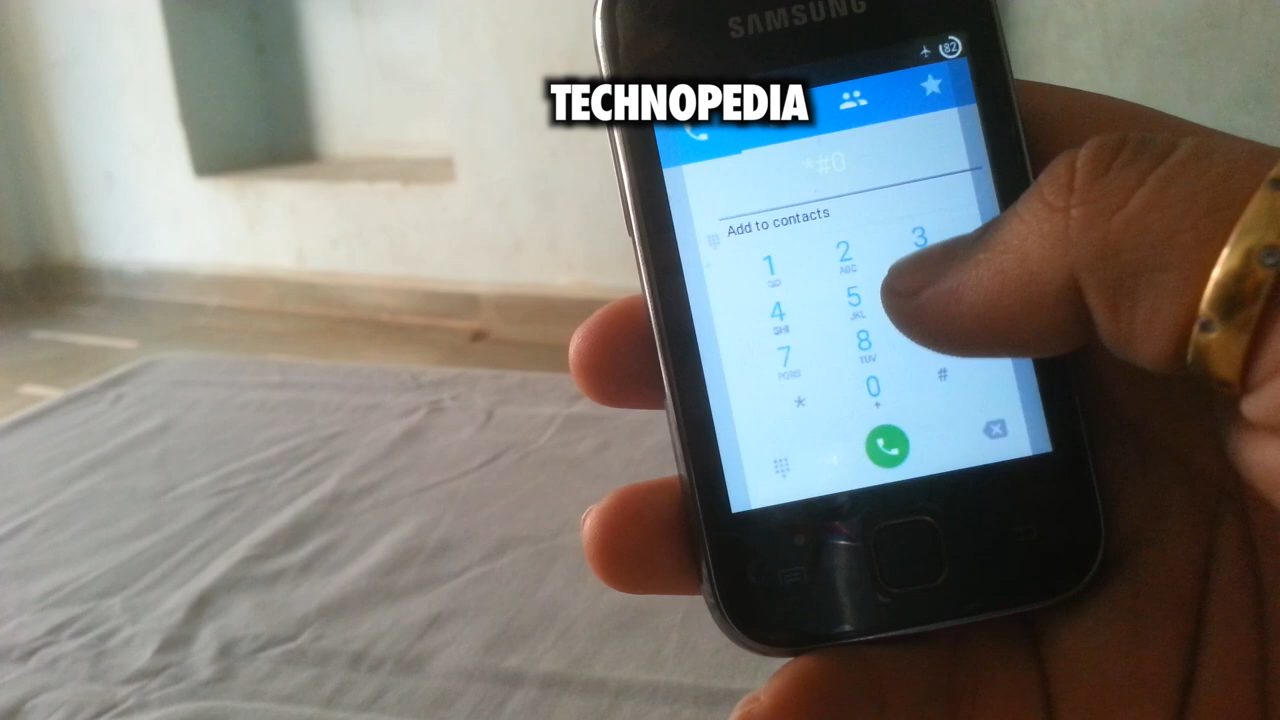 SAMSUNG
82
TECHNOPEDIA
*#0
Add to contacts
1 2 3
ABC
4 5
GHI JKL
7 8
PQRS TUV
* 0 #
+